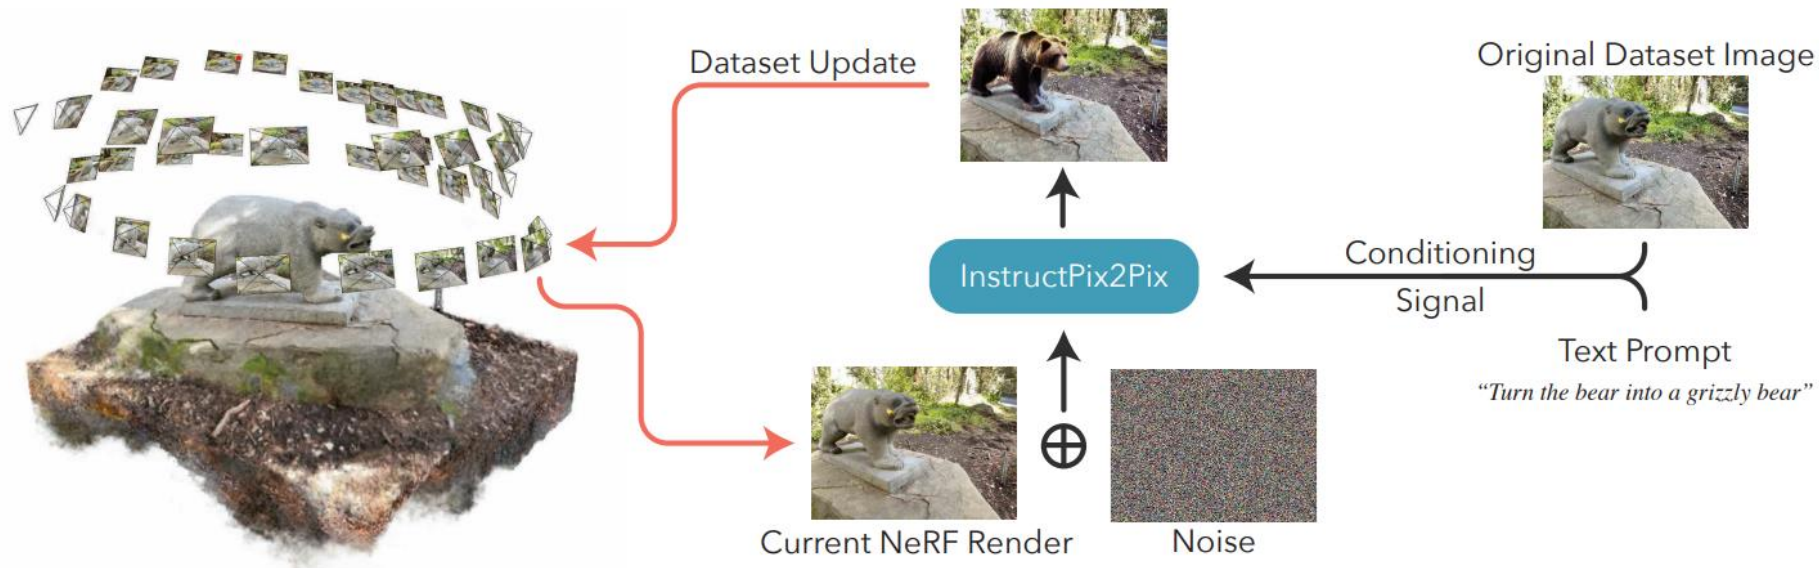 Dataset Update
Original Dataset Image
InstructPix2Pix
Conditioning
Signal
Text Prompt
“Turn the bear into a grizzly bear”
Current NeRF Render
Noise